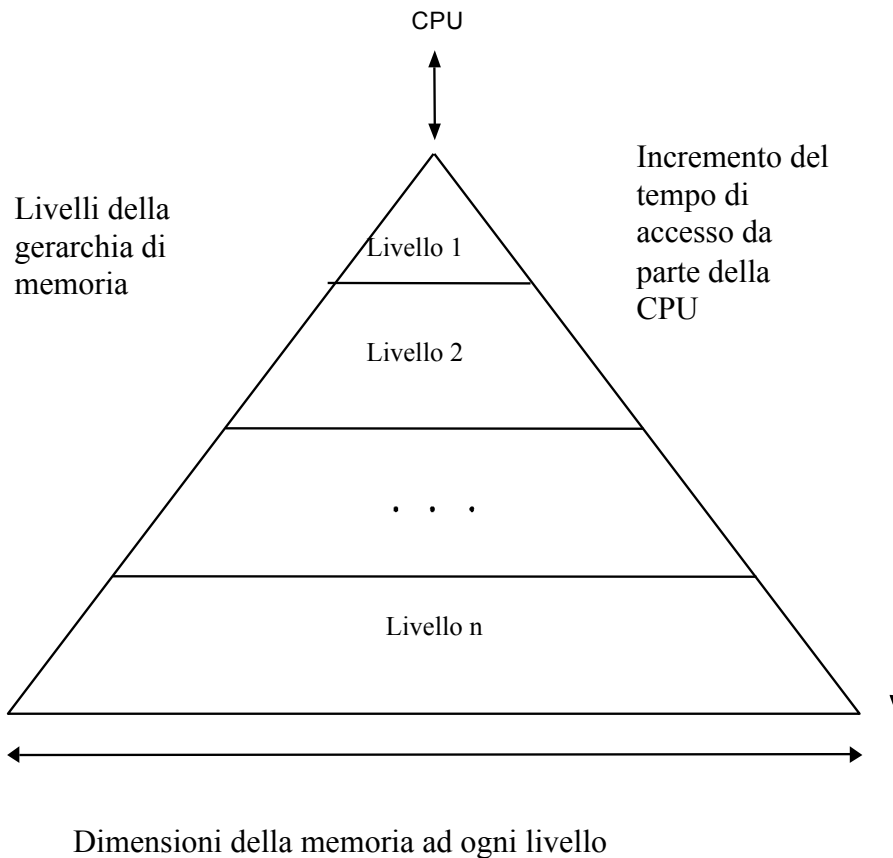 CPU
Livelli della
gerarchia di
memoria
Incremento del
tempo di
accesso da
parte della
CPU
Livello 1
Livello 2
. . .
Livello n
Dimensioni della memoria ad ogni livello